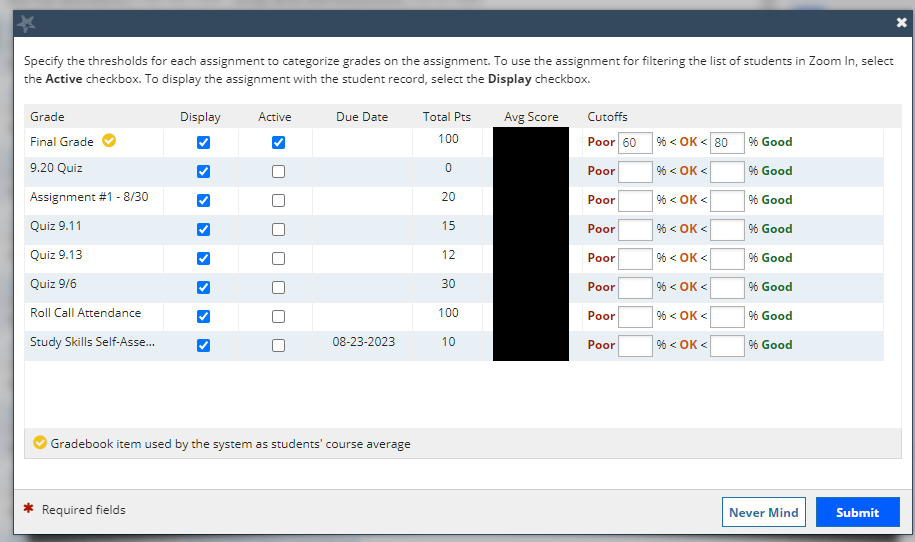 Specify the thresholds for each assignment to categorize grades on the assignment. To use the assignment for filtering the list of students in Zoom In, select
the Active checkbox. To display the assignment with the student record, select the Display checkbox.
Grade Display Active Due Date Total Pts Avg Score Cutoffs
Final Grade 100 Poor 60 % < OK < 80 % Good
9.20 Quiz 0 Poor % < OK < % Good
Assignment #1 - 8/30 20 Poor % < OK < % Good
Quiz 9.11 15 Poor % < OK < % Good
Quiz 9.13 12 Poor % < OK < % Good
Quiz 9/6 30 Poor % < OK < % Good
Roll Call Attendance 100 Poor % < OK < % Good
Study Skills Self-Asse... 08-23-2023 10 Poor % < OK < % Good
Gradebook item used by the system as students' course average
* Required fields
Never Mind Submit